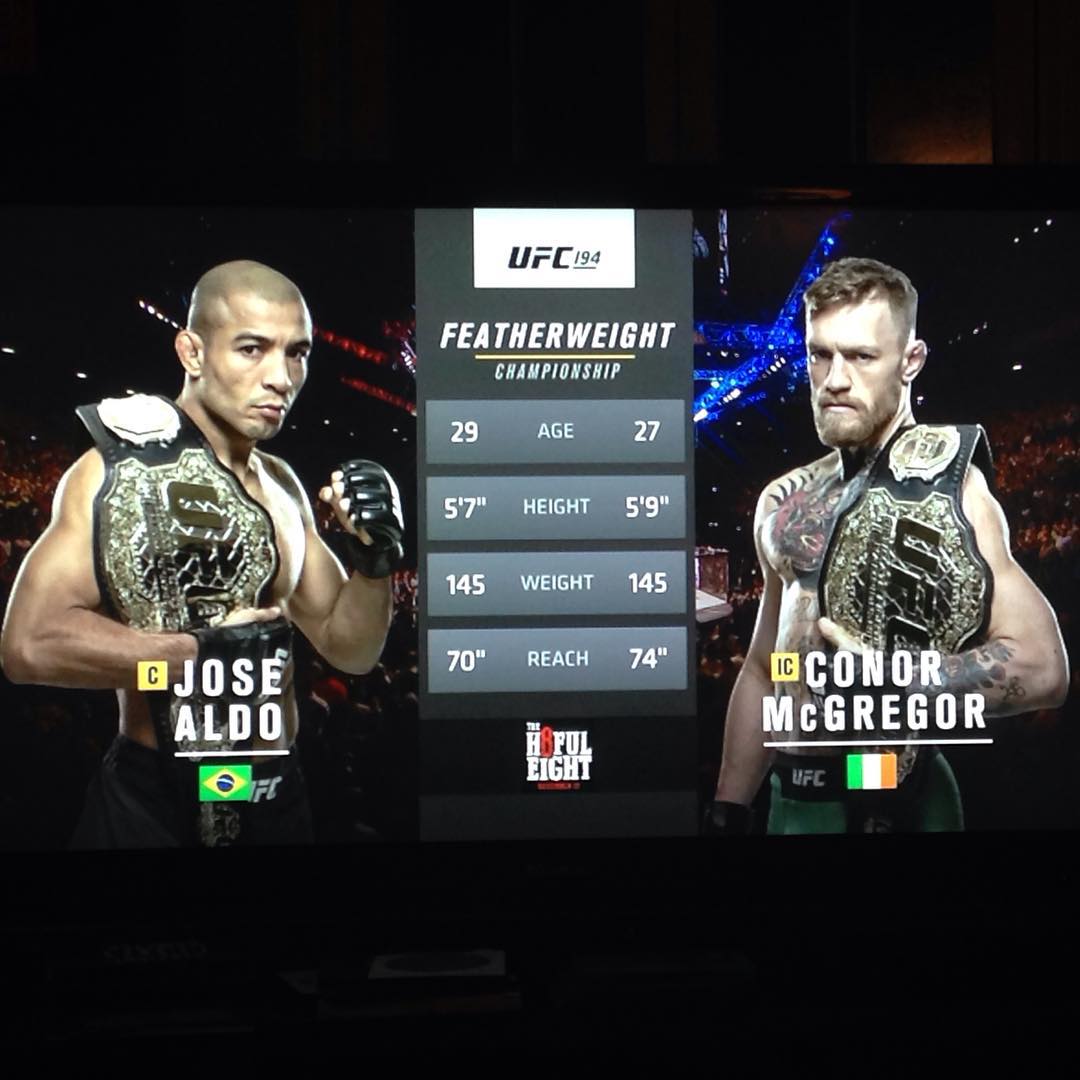 UFC 194
FEATHERWEIGHT
CHAMPIONSHIP
29 AGE 27
5'7" HEIGHT 5'9"
145 WEIGHT 145
70" REACH 74"
C JOSE
ALDO
IC CONOR
McGREGOR
THE
H8FUL
EIGHT
UFC
UFC
UFC